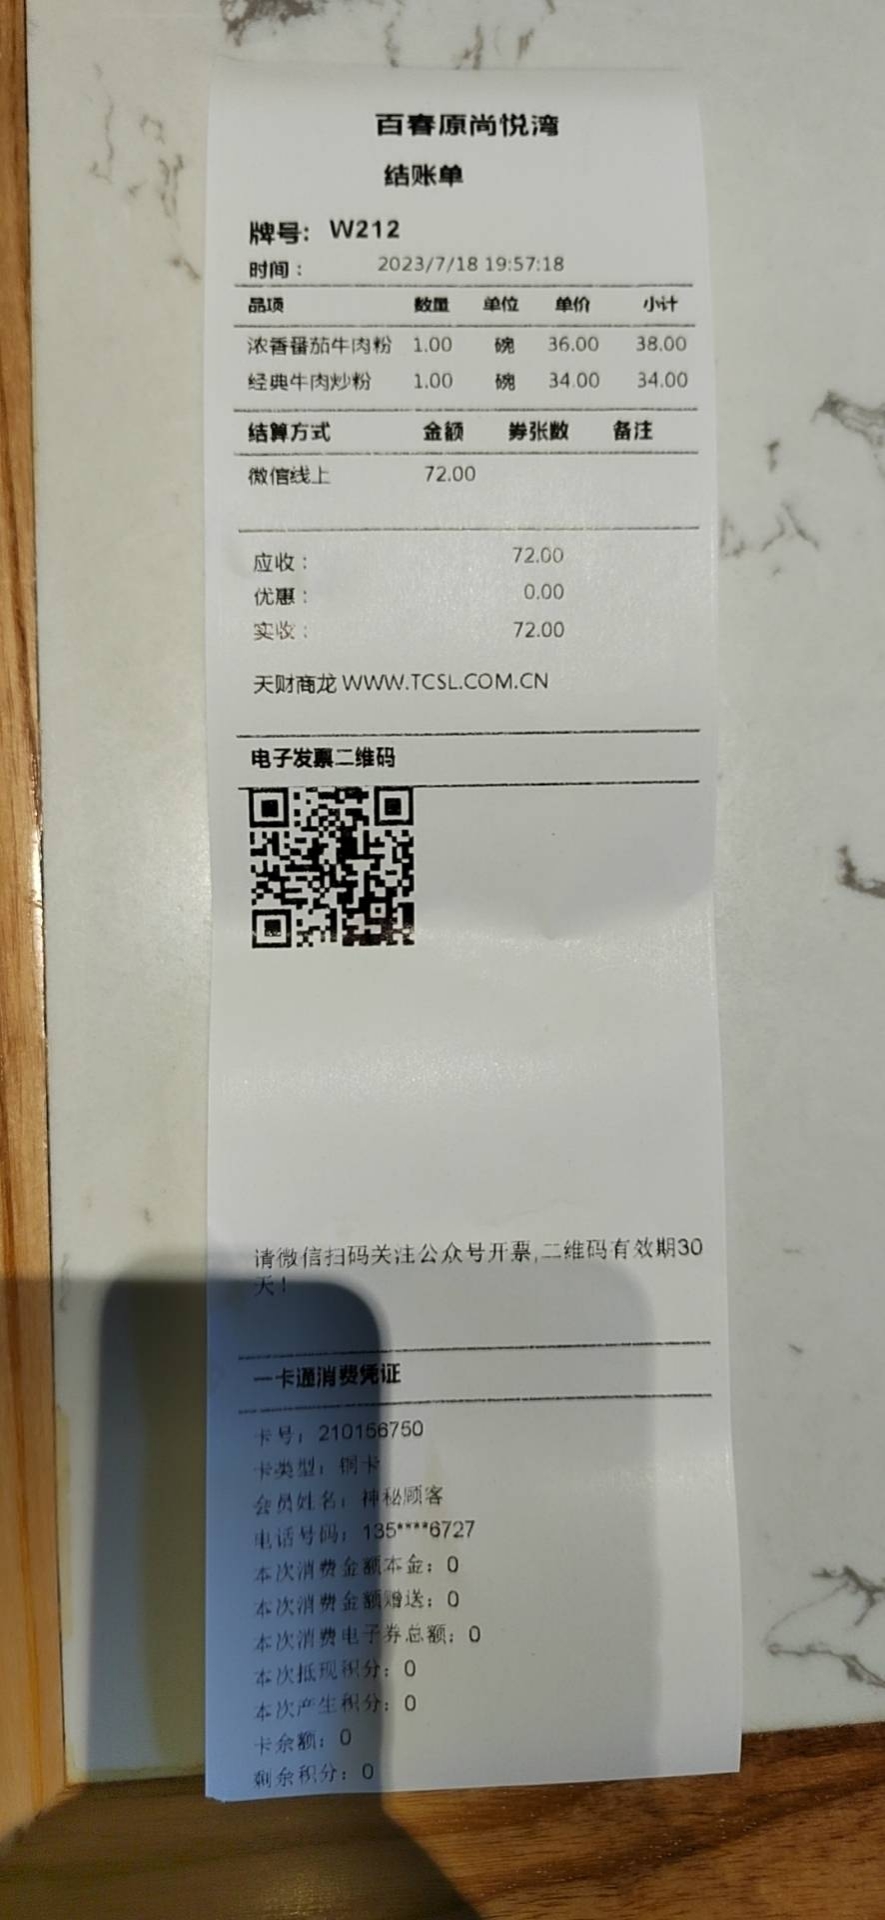 百春原尚悦湾
结账单
牌号: W212
时间： 2023/7/18 19:57:18
品项 数量 单位 单价 小计
浓香番茄牛肉粉 1.00 碗 36.00 38.00
经典牛肉炒粉 1.00 碗 34.00 34.00
结算方式 金额 券张数 备注
微信线上 72.00
应收： 72.00
优惠： 0.00
实收： 72.00
天财商龙 WWW.TCSL.COM.CN
电子发票二维码
请微信扫码关注公众号开票,二维码有效期30
天！
一卡通消费凭证
卡号：210156750
卡类型：铜卡
会员姓名：神秘顾客
电话号码：135****6727
本次消费金额本金：0
本次消费金额赠送：0
本次消费电子券总额：0
本次抵现积分：0
本次产生积分：0
卡余额：0
剩余积分：0